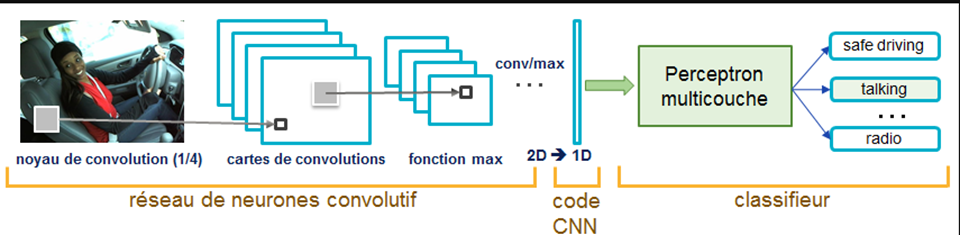 conv/max
...
Perceptron
multicouche
safe driving
talking
...
radio
noyau de convolution (1/4)
cartes de convolutions
fonction max
2D → 1D
réseau de neurones convolutif
code
CNN
classifieur